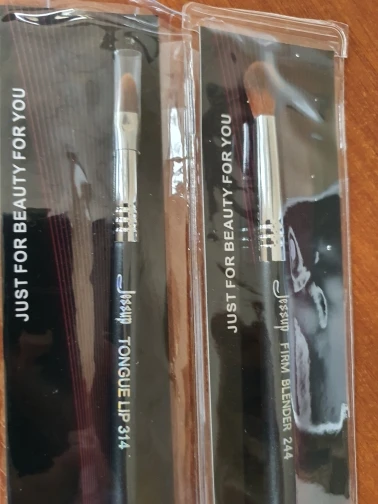 JUST FOR BEAUTY FOR YOU
Jessup TONGUE LIP 314
JUST FOR BEAUTY FOR YOU
Jessup FIRM BLENDER 244